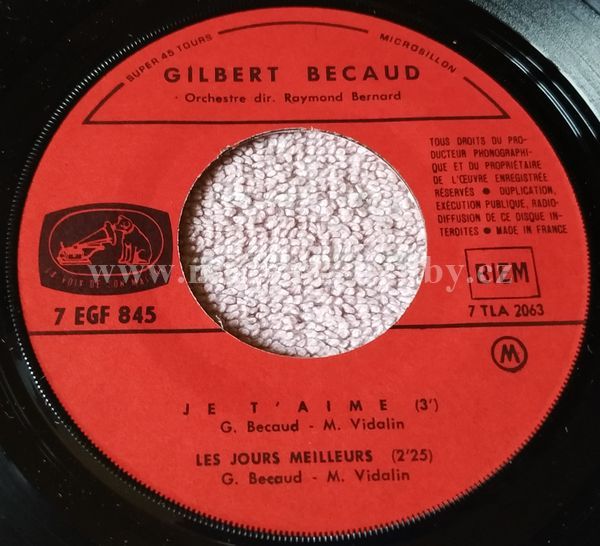 SUPER 45 TOURS
MICROSILLON
GILBERT BECAUD
Orchestre dir. Raymond Bernard
TOUS DROITS DU PRO-
DUCTEUR PHONOGRAPHI-
QUE ET DU PROPRIÉTAIRE
DE L'ŒUVRE ENREGISTRÉE
RÉSERVÉS ● DUPLICATION,
EXÉCUTION PUBLIQUE, RADIO-
DIFFUSION DE CE DISQUE IN-
TERDITES ● MADE IN FRANCE
LA VOIX DE SON
7 EGF 845
BIEM
7 TLA 2063
M
JE T'AIME (3')
G. Becaud - M. Vidalin
LES JOURS MEILLEURS (2'25)
G. Becaud - M. Vidalin